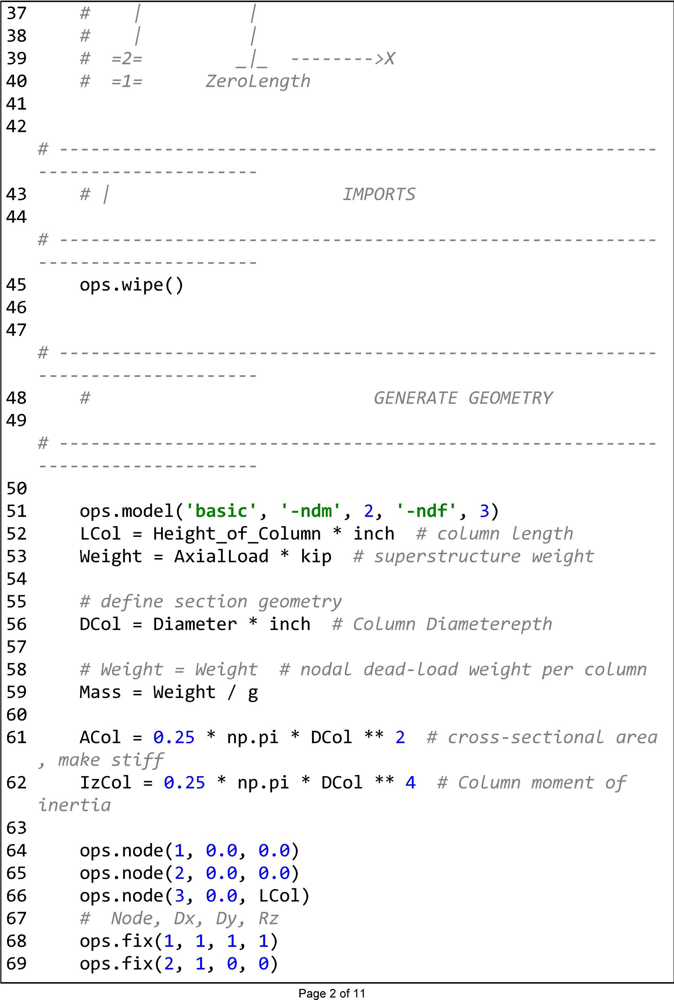 37     #    |          |
38     #    |          |
39     #  =2=         _|_  -------->X
40     #  =1=      ZeroLength
41
42
# ---------------------------------------------------------
---------------------
43     # |                      IMPORTS
44
# ---------------------------------------------------------
---------------------
45     ops.wipe()
46
47
# ---------------------------------------------------------
---------------------
48     #                           GENERATE GEOMETRY
49
# ---------------------------------------------------------
---------------------
50
51     ops.model('basic', '-ndm', 2, '-ndf', 3)
52     LCol = Height_of_Column * inch  # column length
53     Weight = AxialLoad * kip  # superstructure weight
54
55     # define section geometry
56     DCol = Diameter * inch  # Column Diameterepth
57
58     # Weight = Weight  # nodal dead-load weight per column
59     Mass = Weight / g
60
61     ACol = 0.25 * np.pi * DCol ** 2  # cross-sectional area
, make stiff
62     IzCol = 0.25 * np.pi * DCol ** 4  # Column moment of
inertia
63
64     ops.node(1, 0.0, 0.0)
65     ops.node(2, 0.0, 0.0)
66     ops.node(3, 0.0, LCol)
67     #  Node, Dx, Dy, Rz
68     ops.fix(1, 1, 1, 1)
69     ops.fix(2, 1, 0, 0)
Page 2 of 11